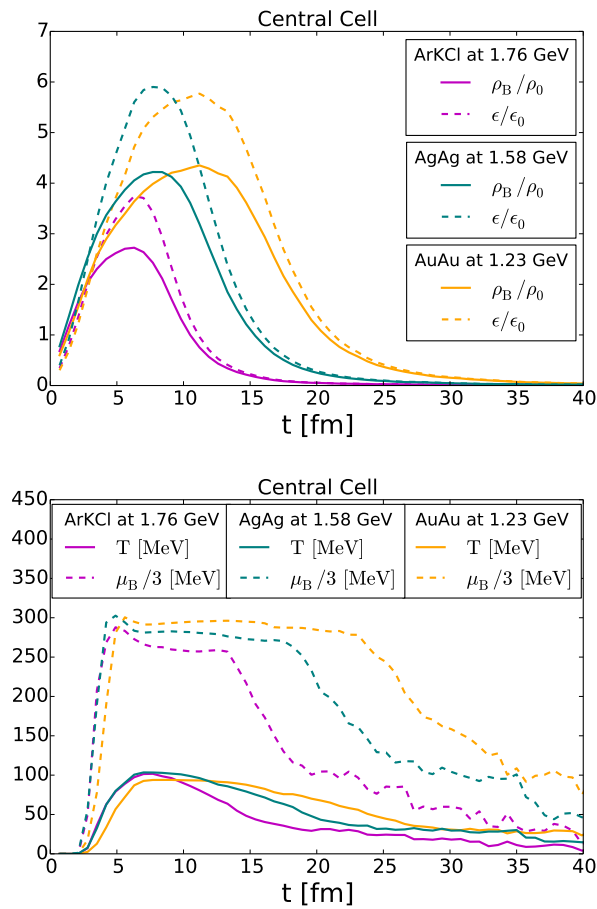 Central Cell
7
6
5
4
3
2
1
0
ArKCl at 1.76 GeV
ρB/ρ0
ϵ/ϵ0
AgAg at 1.58 GeV
ρB/ρ0
ϵ/ϵ0
AuAu at 1.23 GeV
ρB/ρ0
ϵ/ϵ0
0 5 10 15 20 25 30 35 40
t [fm]
Central Cell
450
400
350
300
250
200
150
100
50
0
ArKCl at 1.76 GeV
T [MeV]
μB/3 [MeV]
AgAg at 1.58 GeV
T [MeV]
μB/3 [MeV]
AuAu at 1.23 GeV
T [MeV]
μB/3 [MeV]
0 5 10 15 20 25 30 35 40
t [fm]